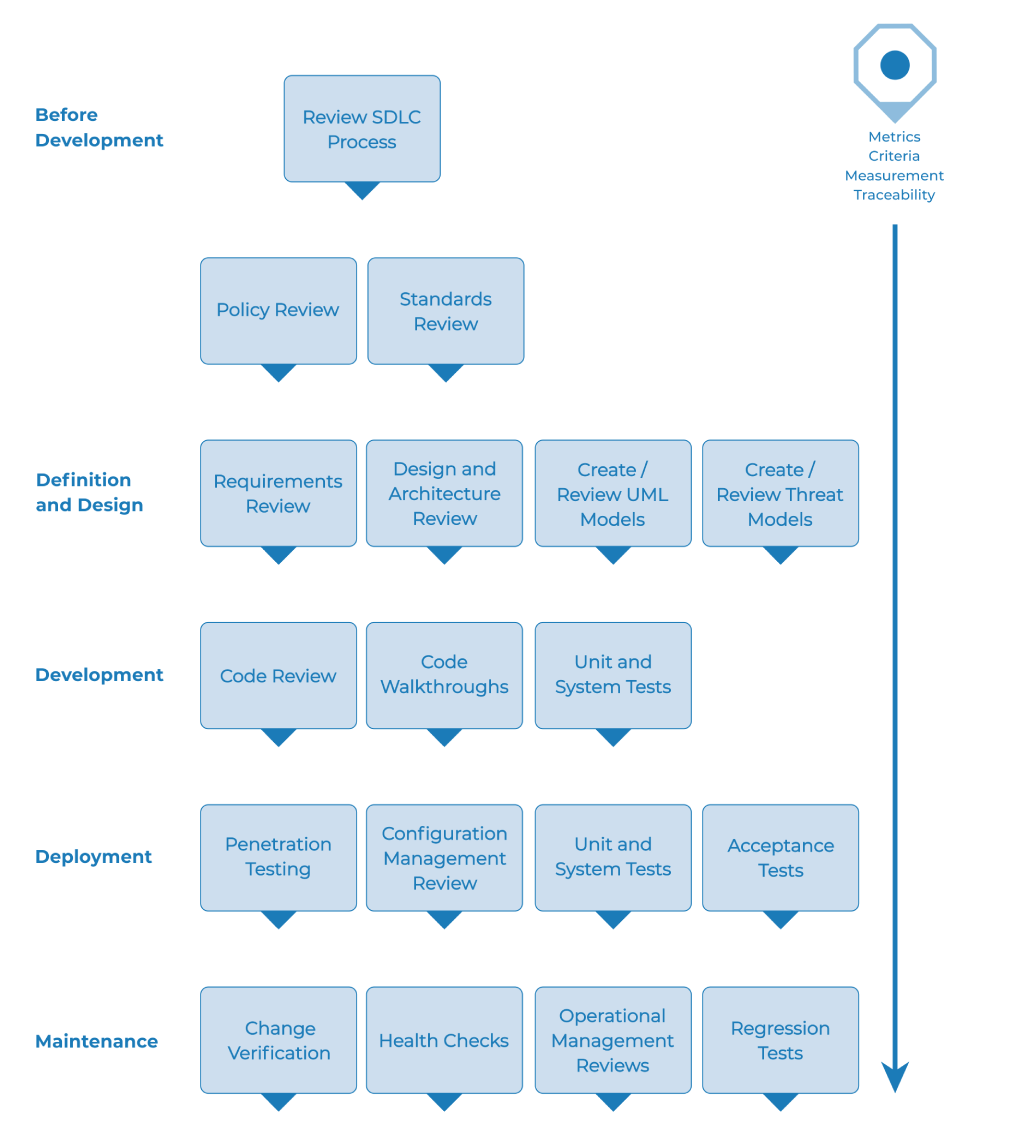 Before
Development
Review SDLC
Process
Metrics
Criteria
Measurement
Traceability
Policy Review
Standards
Review
Definition
and Design
Requirements
Review
Design and
Architecture
Review
Create /
Review UML
Models
Create /
Review Threat
Models
Development
Code Review
Code
Walkthroughs
Unit and
System Tests
Deployment
Penetration
Testing
Configuration
Management
Review
Unit and
System Tests
Acceptance
Tests
Maintenance
Change
Verification
Health Checks
Operational
Management
Reviews
Regression
Tests